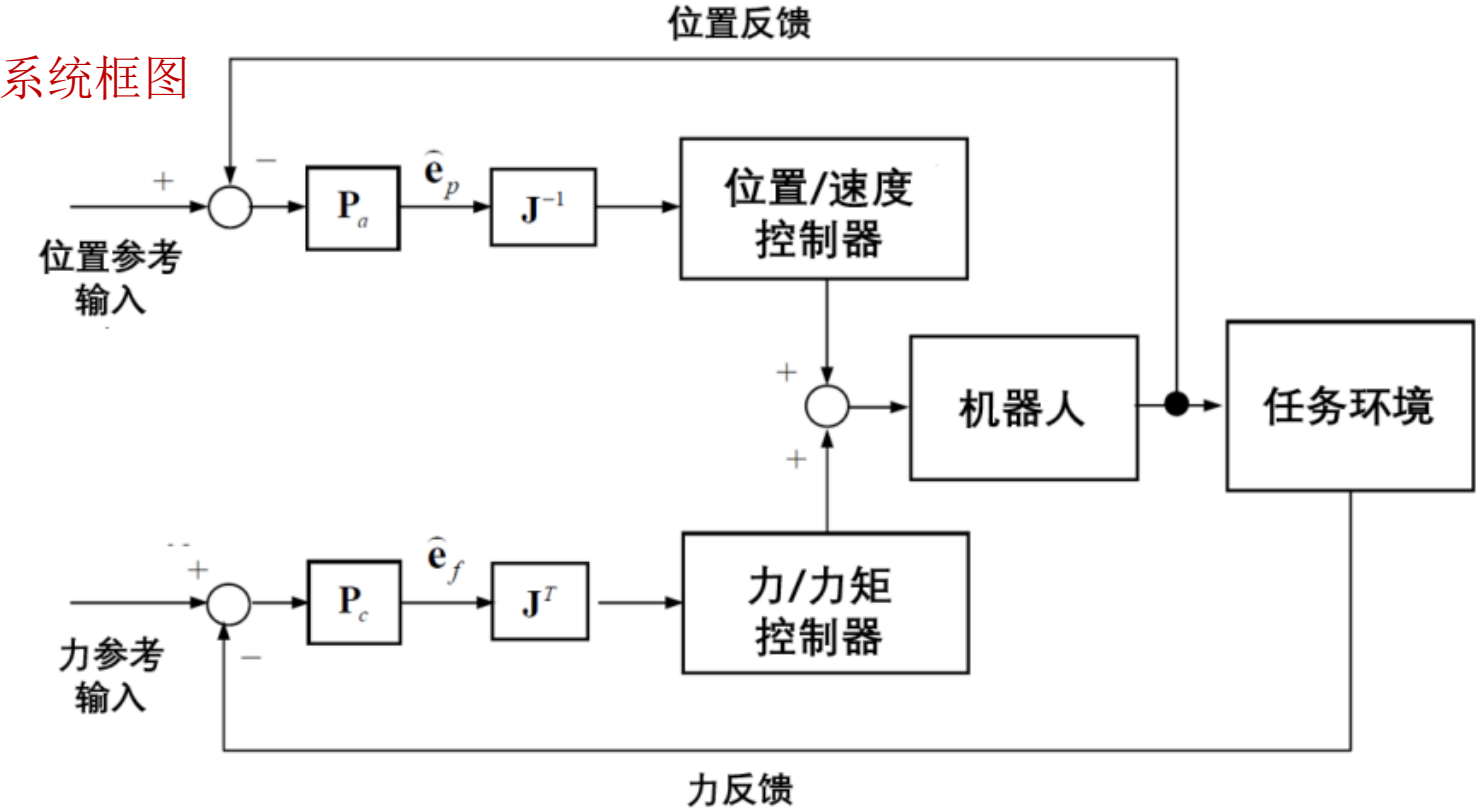 位置反馈
系统框图
+
−
P_a
ê_p
J^{-1}
位置/速度
控制器
位置参考
输入
+
+
机器人
任务环境
+
−
P_c
ê_f
J^T
力/力矩
控制器
力参考
输入
力反馈